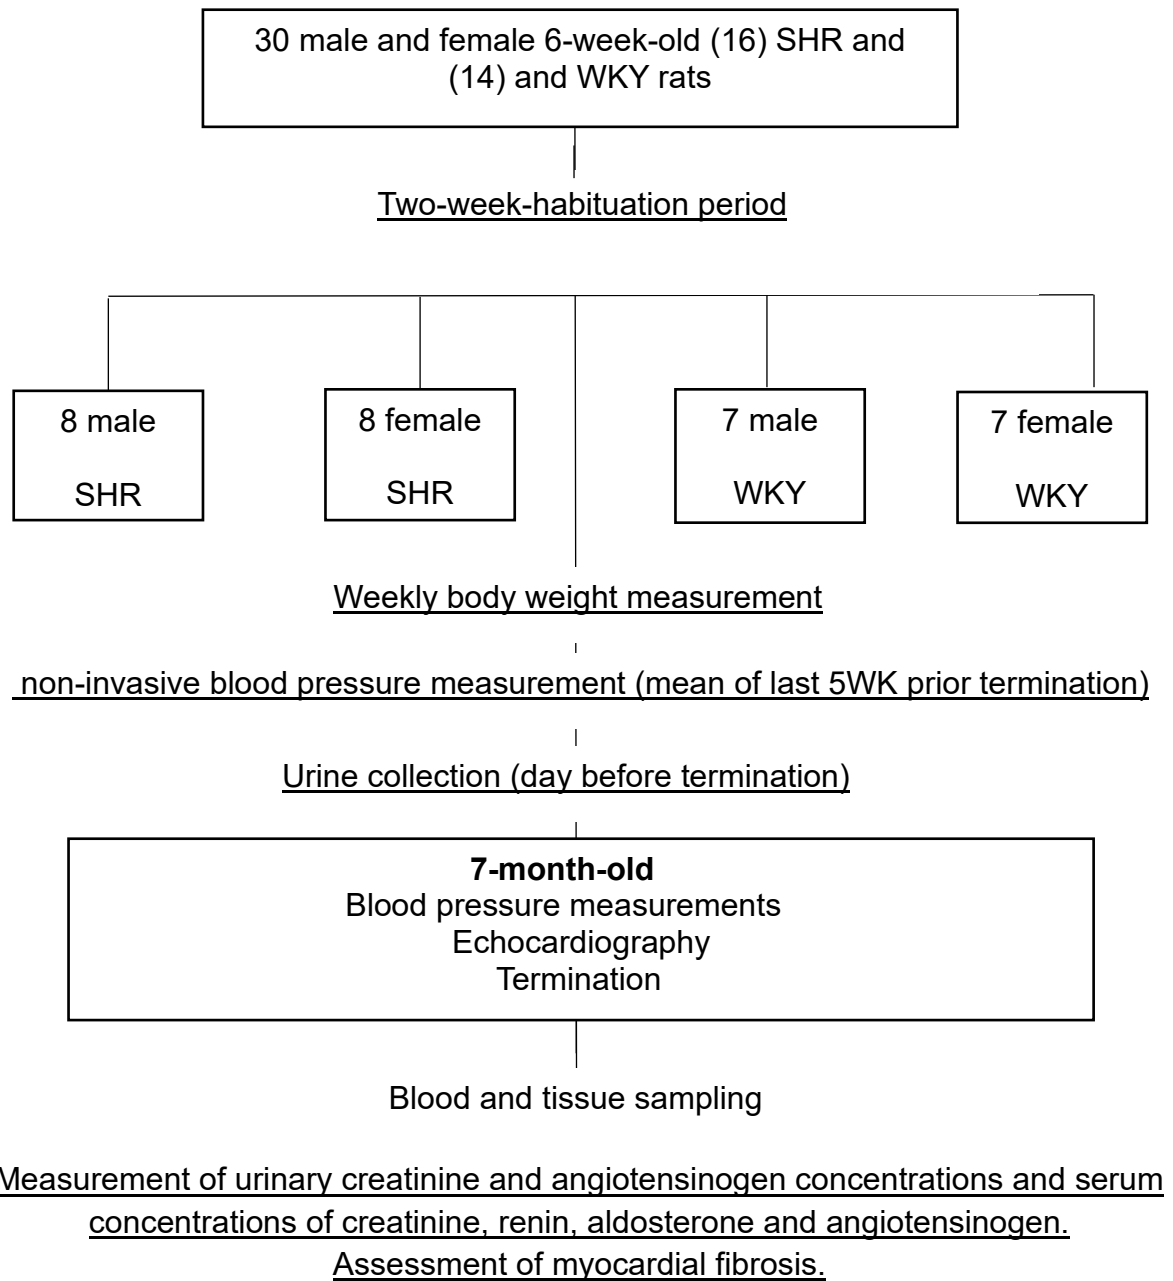 30 male and female 6-week-old (16) SHR and
(14) and WKY rats
Two-week-habituation period
8 male
SHR
8 female
SHR
7 male
WKY
7 female
WKY
Weekly body weight measurement
non-invasive blood pressure measurement (mean of last 5WK prior termination)
Urine collection (day before termination)
7-month-old
Blood pressure measurements
Echocardiography
Termination
Blood and tissue sampling
Measurement of urinary creatinine and angiotensinogen concentrations and serum
concentrations of creatinine, renin, aldosterone and angiotensinogen.
Assessment of myocardial fibrosis.